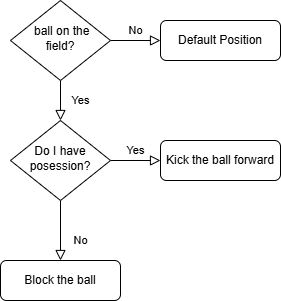 ball on the
field?
No
Default Position
Yes
Do I have
posession?
Yes
Kick the ball forward
No
Block the ball